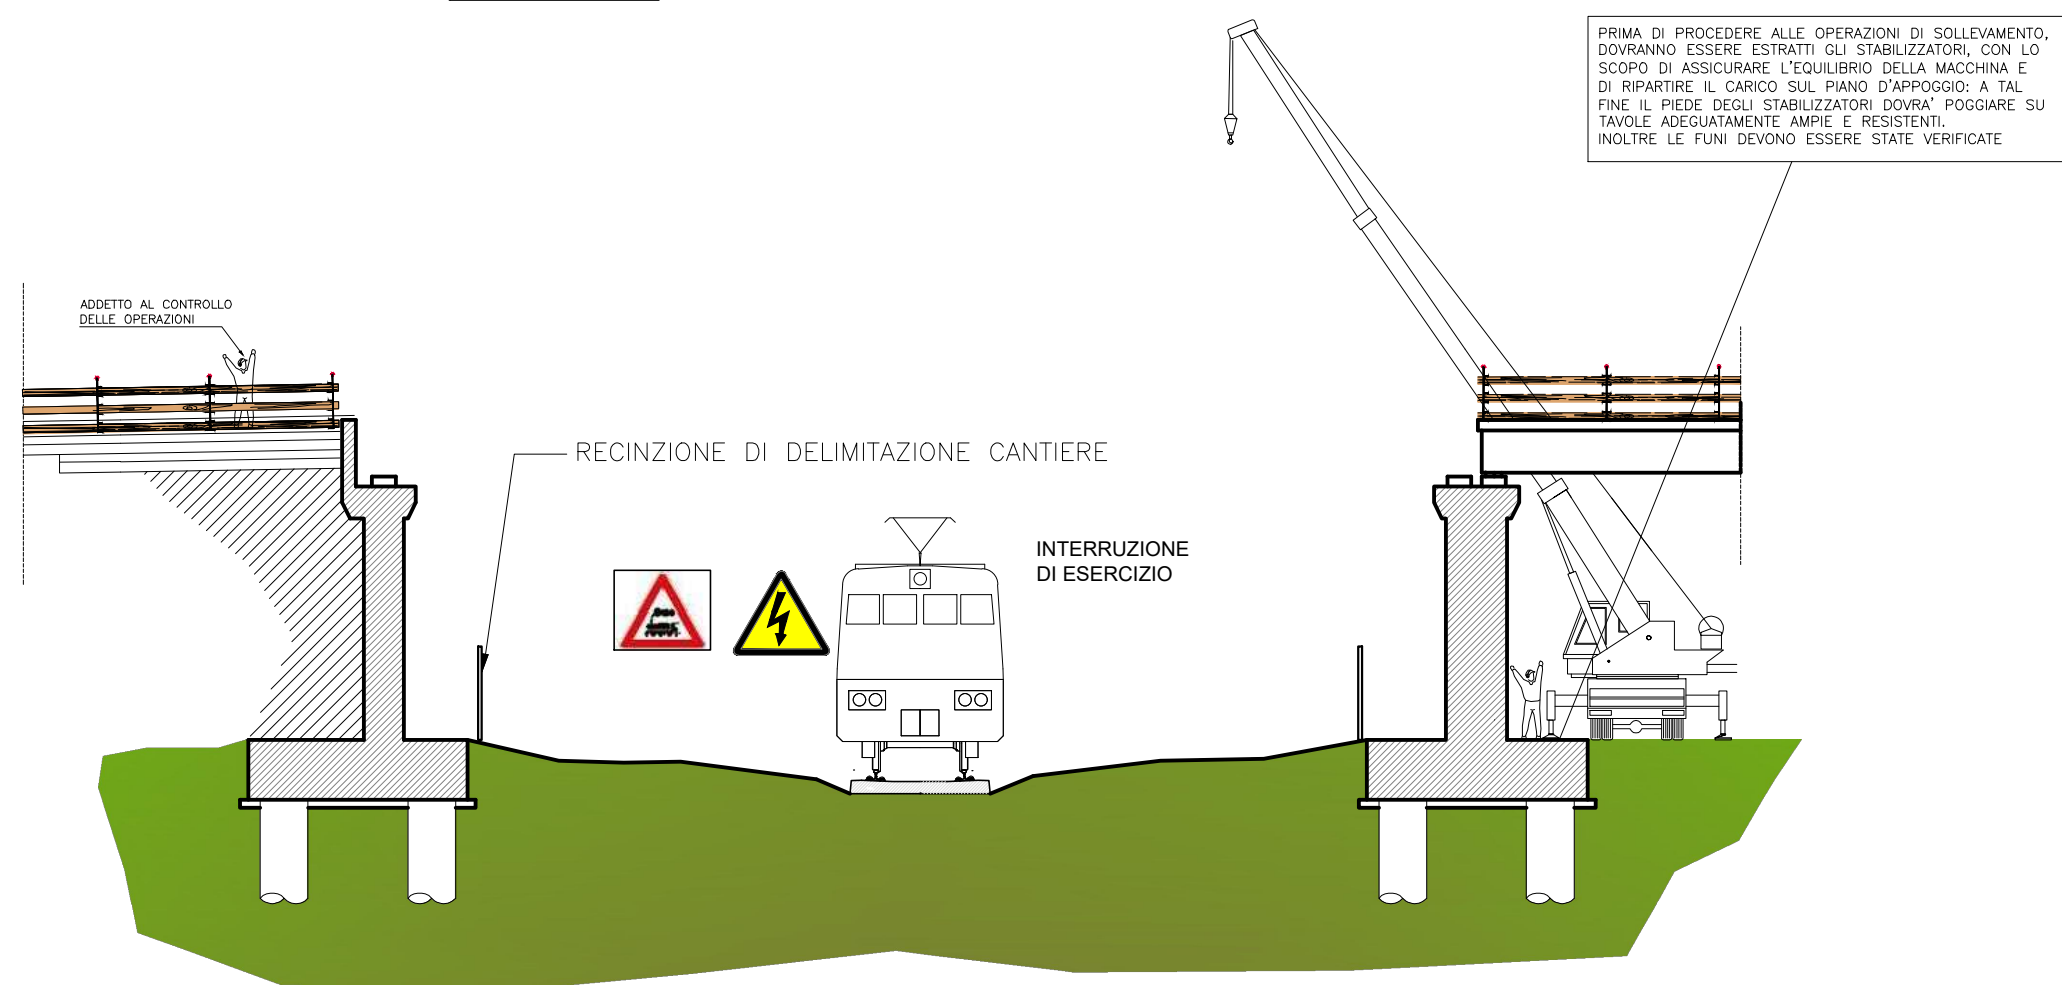 PRIMA DI PROCEDERE ALLE OPERAZIONI DI SOLLEVAMENTO,
DOVRANNO ESSERE ESTRATTI GLI STABILIZZATORI, CON LO
SCOPO DI ASSICURARE L'EQUILIBRIO DELLA MACCHINA E
DI RIPARTIRE IL CARICO SUL PIANO D'APPOGGIO: A TAL
FINE IL PIEDE DEGLI STABILIZZATORI DOVRA' POGGIARE SU
TAVOLE ADEGUATAMENTE AMPIE E RESISTENTI.
INOLTRE LE FUNI DEVONO ESSERE STATE VERIFICATE
ADDETTO AL CONTROLLO
DELLE OPERAZIONI
RECINZIONE DI DELIMITAZIONE CANTIERE
INTERRUZIONE
DI ESERCIZIO